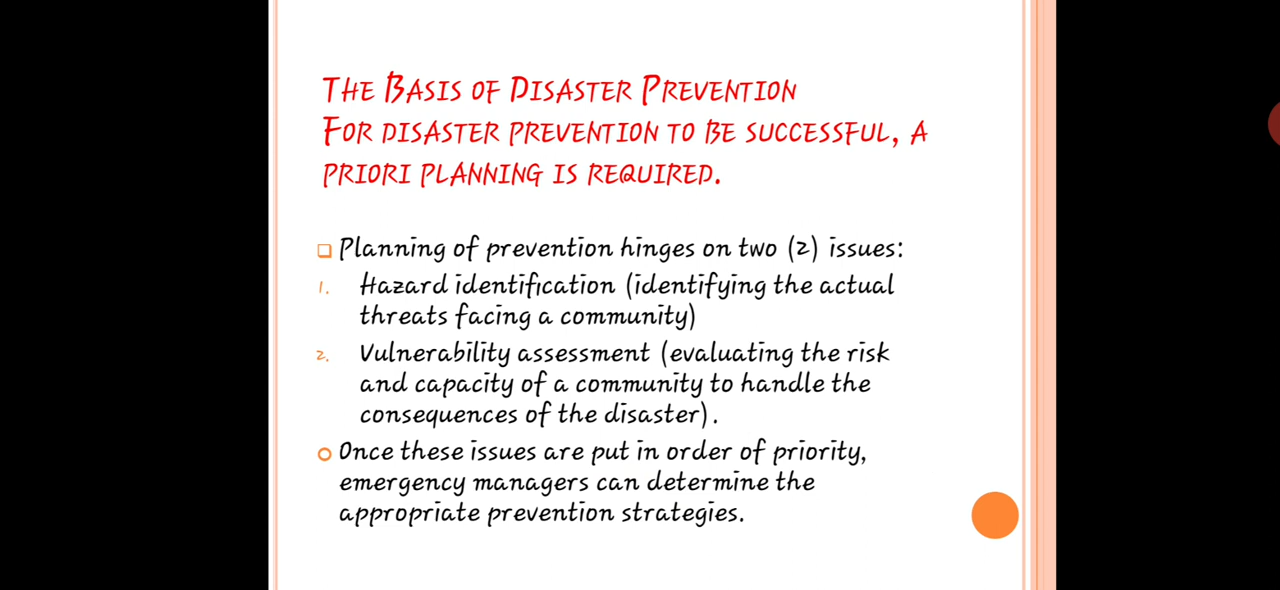 THE BASIS OF DISASTER PREVENTION
FOR DISASTER PREVENTION TO BE SUCCESSFUL, A
PRIORI PLANNING IS REQUIRED.
Planning of prevention hinges on two (2) issues:
1. Hazard identification (identifying the actual
threats facing a community)
2. Vulnerability assessment (evaluating the risk
and capacity of a community to handle the
consequences of the disaster).
Once these issues are put in order of priority,
emergency managers can determine the
appropriate prevention strategies.